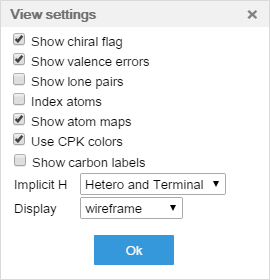 View settings ×
Show chiral flag
Show valence errors
Show lone pairs
Index atoms
Show atom maps
Use CPK colors
Show carbon labels
Implicit H Hetero and Terminal
Display wireframe
Ok